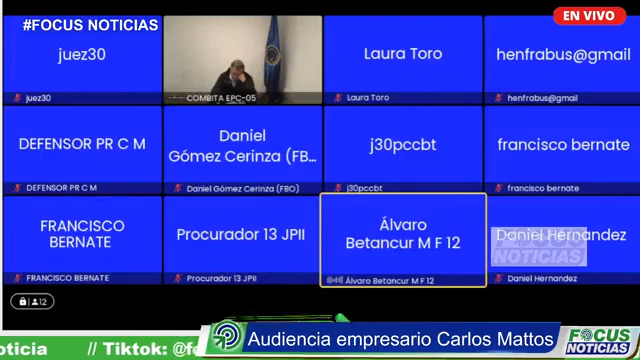 #FOCUS NOTICIAS
EN VIVO
juez30
Laura Toro
henfrabus@gmail
juez30
COMBITA EPC-05
Laura Toro
henfrabus@gmail
DEFENSOR PR C M
Daniel
Gómez Cerinza (FB...
j30pccbt
francisco bernate
DEFENSOR PR C M
Daniel Gómez Cerinza (FBO)
j30pccbt
francisco bernate
FRANCISCO
BERNATE
Procurador 13 JPII
Álvaro
Betancur M F 12
Daniel Hernandez
FOCUS
NOTICIAS
FRANCISCO BERNATE
Procurador 13 JPII
Álvaro Betancur M F 12
Daniel Hernandez
12
Audiencia empresario Carlos Mattos
FOCUS
NOTICIAS
oticia // Tiktok: @fo